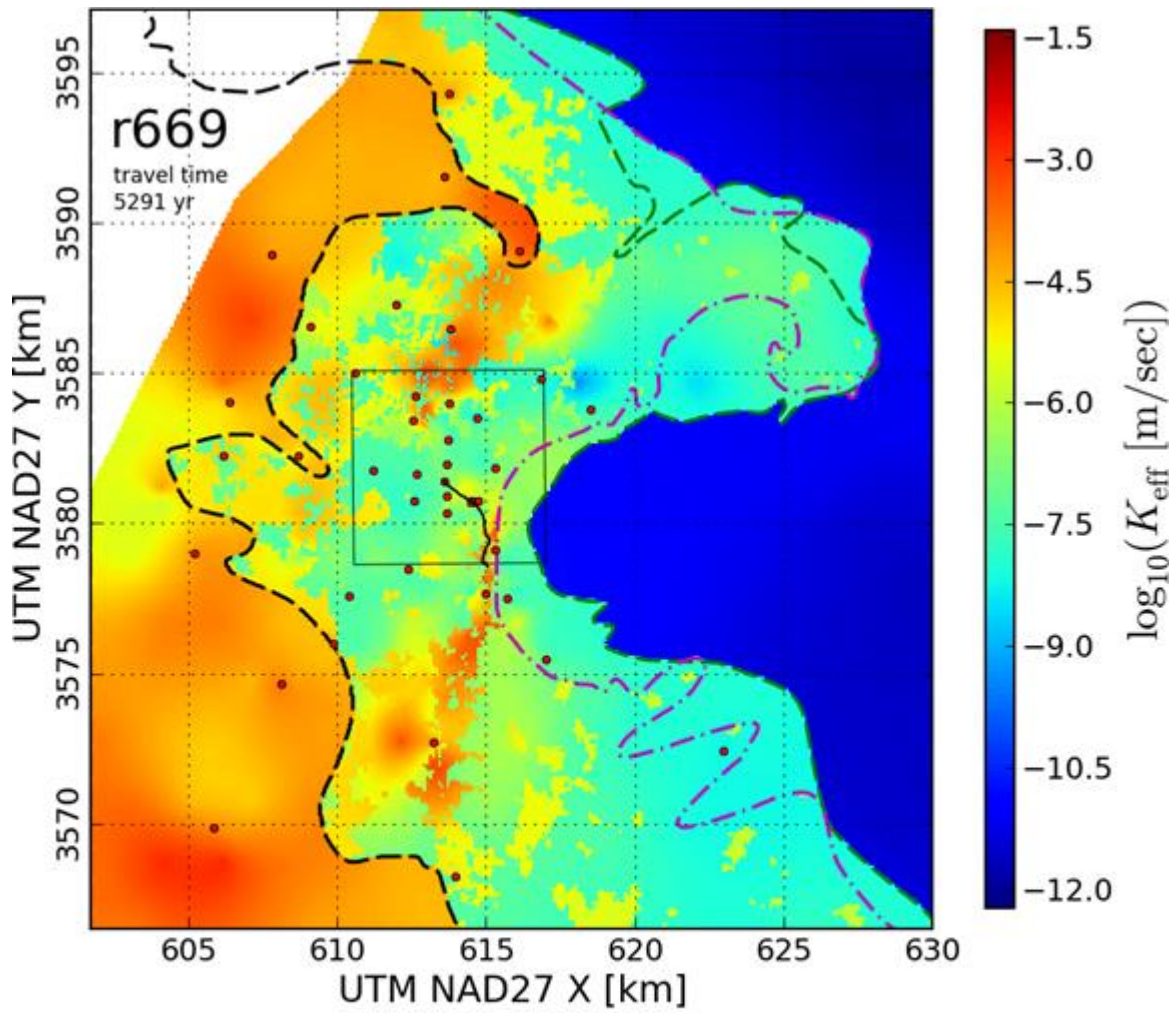 r669
travel time
5291 yr
3595
3590
3585
3580
3575
3570
UTM NAD27 Y [km]
605 610 615 620 625 630
UTM NAD27 X [km]
−1.5
−3.0
−4.5
−6.0
−7.5
−9.0
−10.5
−12.0
log10(Keff [m/sec])